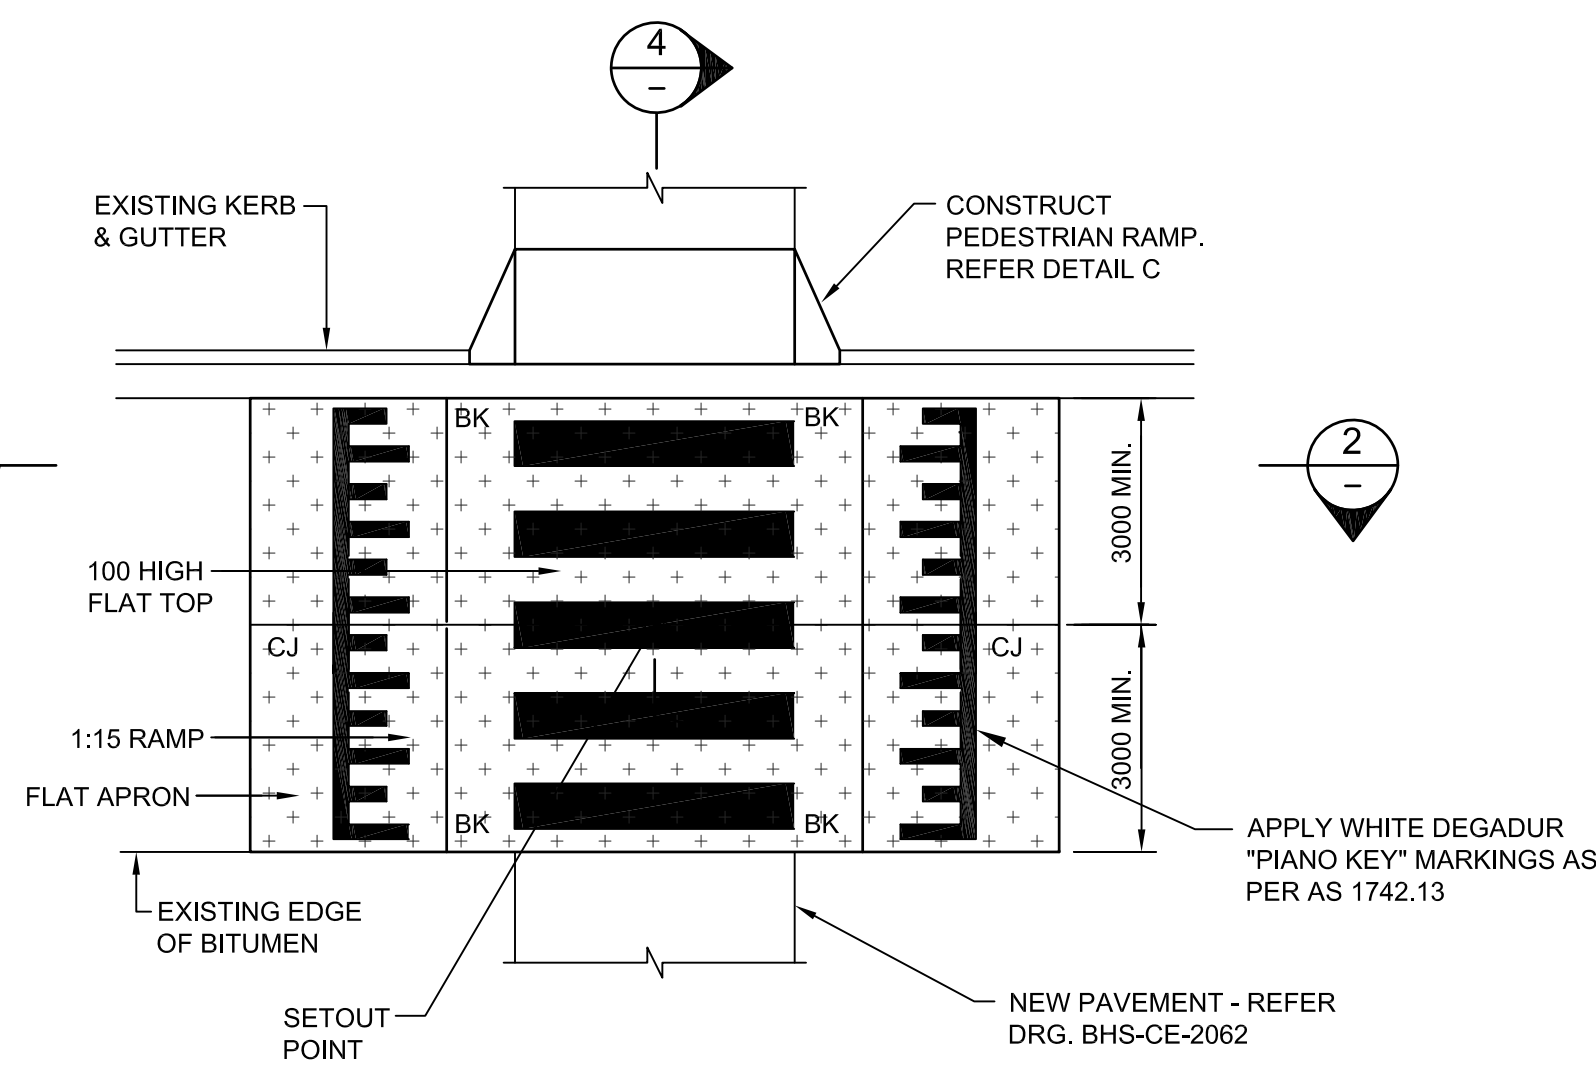 4
–
EXISTING KERB
& GUTTER
CONSTRUCT
PEDESTRIAN RAMP.
REFER DETAIL C
BK
BK
3000 MIN.
2
–
100 HIGH
FLAT TOP
CJ
CJ
3000 MIN.
1:15 RAMP
FLAT APRON
BK
BK
APPLY WHITE DEGADUR
"PIANO KEY" MARKINGS AS
PER AS 1742.13
EXISTING EDGE
OF BITUMEN
SETOUT
POINT
NEW PAVEMENT - REFER
DRG. BHS-CE-2062